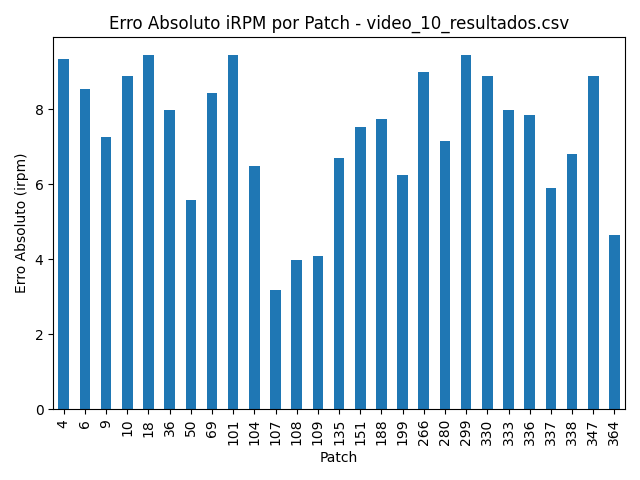 Erro Absoluto iRPM por Patch - video_10_resultados.csv
Erro Absoluto (irpm)
8
6
4
2
0
4 6 9 10 18 36 50 69 101 104 107 108 109 135 151 188 199 266 280 299 330 333 336 337 338 347 364
Patch